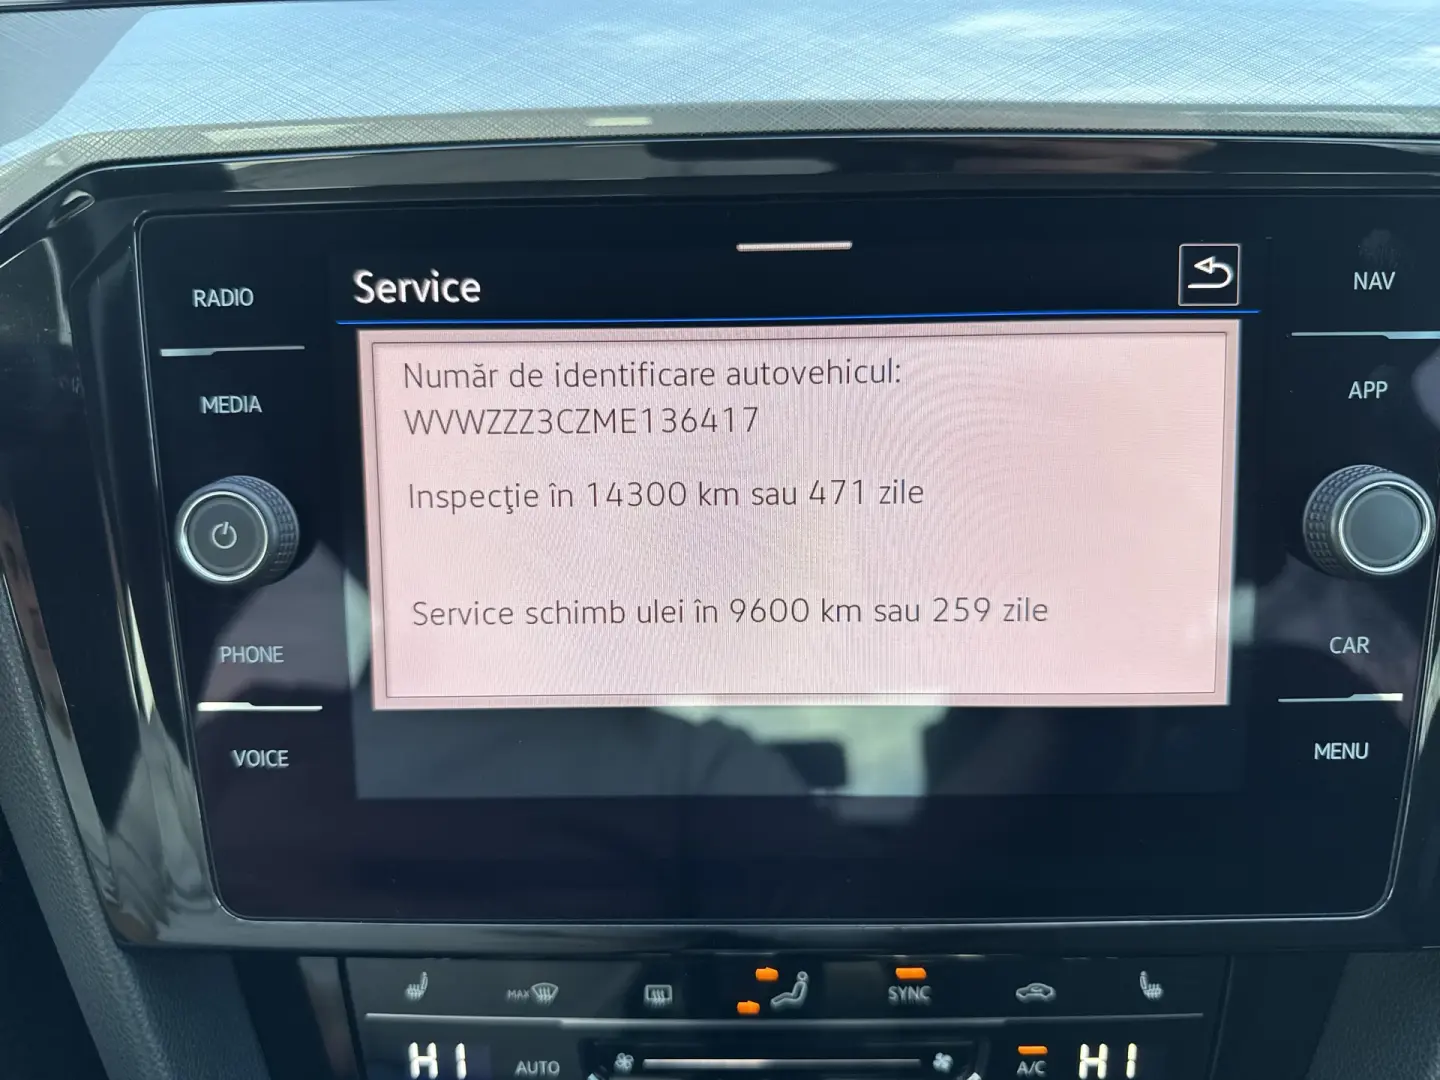 Service
RADIO
NAV
MEDIA
APP
Număr de identificare autovehicul:
WVWZZZ3CZME136417
Inspecţie în 14300 km sau 471 zile
Service schimb ulei în 9600 km sau 259 zile
PHONE
CAR
VOICE
MENU
MAX
SYNC
HI
AUTO
A/C
HI